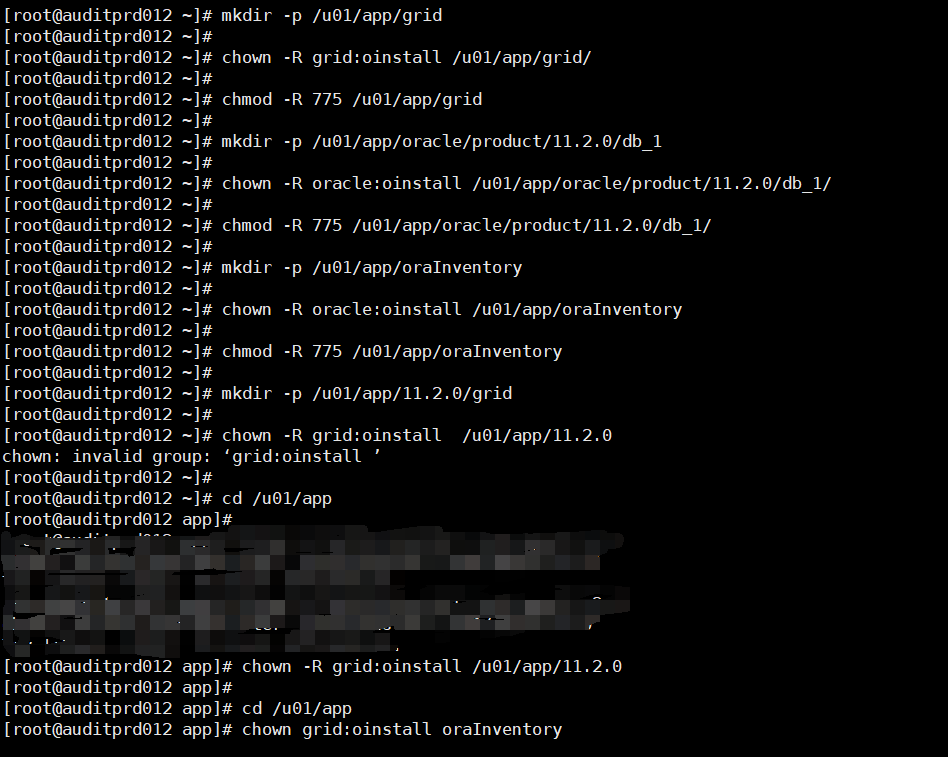 [root@auditprd012 ~]# mkdir -p /u01/app/grid
[root@auditprd012 ~]#
[root@auditprd012 ~]# chown -R grid:oinstall /u01/app/grid/
[root@auditprd012 ~]#
[root@auditprd012 ~]# chmod -R 775 /u01/app/grid
[root@auditprd012 ~]#
[root@auditprd012 ~]# mkdir -p /u01/app/oracle/product/11.2.0/db_1
[root@auditprd012 ~]#
[root@auditprd012 ~]# chown -R oracle:oinstall /u01/app/oracle/product/11.2.0/db_1/
[root@auditprd012 ~]#
[root@auditprd012 ~]# chmod -R 775 /u01/app/oracle/product/11.2.0/db_1/
[root@auditprd012 ~]#
[root@auditprd012 ~]# mkdir -p /u01/app/oraInventory
[root@auditprd012 ~]#
[root@auditprd012 ~]# chown -R oracle:oinstall /u01/app/oraInventory
[root@auditprd012 ~]#
[root@auditprd012 ~]# chmod -R 775 /u01/app/oraInventory
[root@auditprd012 ~]#
[root@auditprd012 ~]# mkdir -p /u01/app/11.2.0/grid
[root@auditprd012 ~]#
[root@auditprd012 ~]# chown -R grid:oinstall  /u01/app/11.2.0
chown: invalid group: ‘grid:oinstall ’
[root@auditprd012 ~]#
[root@auditprd012 ~]# cd /u01/app
[root@auditprd012 app]#
[root@auditprd012 app]# chown -R grid:oinstall /u01/app/11.2.0
[root@auditprd012 app]#
[root@auditprd012 app]# cd /u01/app
[root@auditprd012 app]# chown grid:oinstall oraInventory